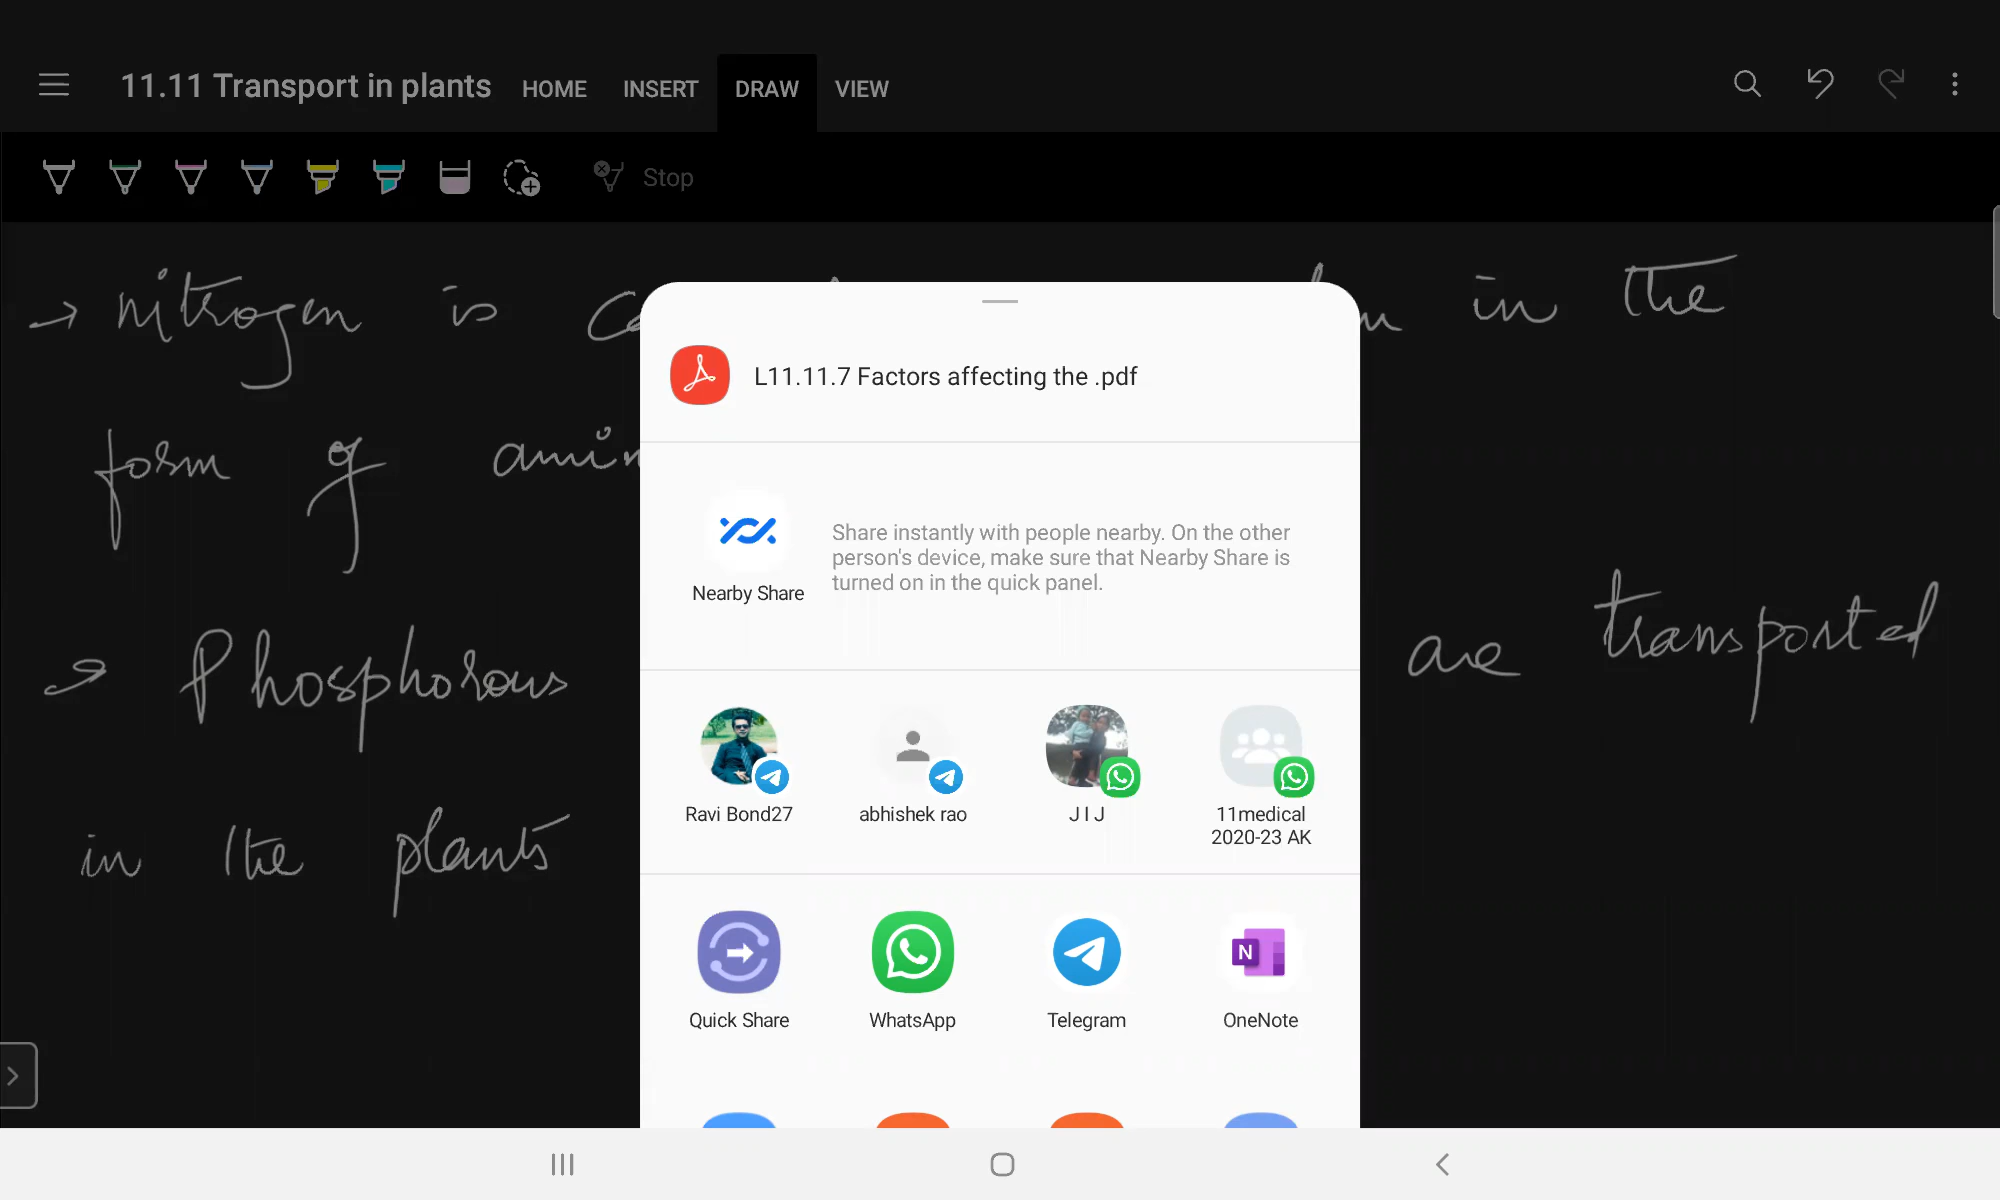 11.11 Transport in plants HOME INSERT DRAW VIEW
Stop
→ nitrogen is in the
form of
L11.11.7 Factors affecting the .pdf
Share instantly with people nearby. On the other
person's device, make sure that Nearby Share is
turned on in the quick panel.
Nearby Share
→ Phosphorous are transported
in the plants
Ravi Bond27 abhishek rao J I J 11medical
2020-23 AK
Quick Share WhatsApp Telegram OneNote